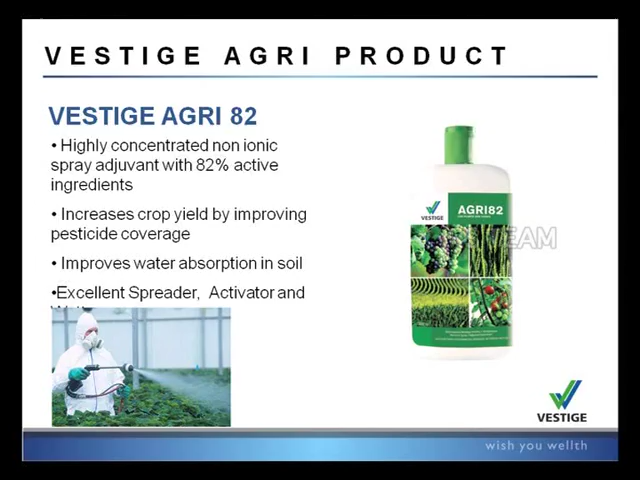 VESTIGE AGRI PRODUCT
VESTIGE AGRI 82
• Highly concentrated non ionic
spray adjuvant with 82% active
ingredients
• Increases crop yield by improving
pesticide coverage
• Improves water absorption in soil
•Excellent Spreader, Activator and
VESTIGE
AGRI82
TEAM
VESTIGE
wish you wellth